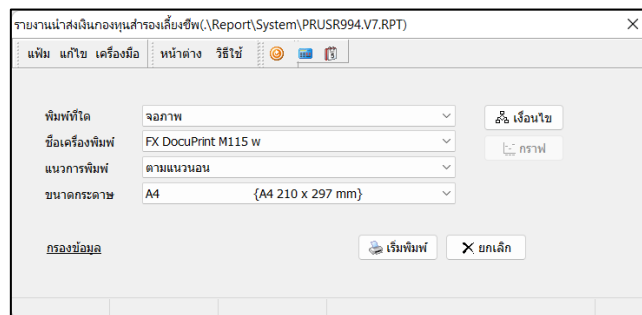 รายงานนำส่งเงินกองทุนสำรองเลี้ยงชีพ(.\Report\System\PRUSR994.V7.RPT)
แฟ้ม แก้ไข เครื่องมือ หน้าต่าง วิธีใช้
พิมพ์ที่ใด จอภาพ เงื่อนไข
ชื่อเครื่องพิมพ์ FX DocuPrint M115 w กราฟ
แนวการพิมพ์ ตามแนวนอน
ขนาดกระดาษ A4 {A4 210 x 297 mm}
กรองข้อมูล เริ่มพิมพ์ ยกเลิก